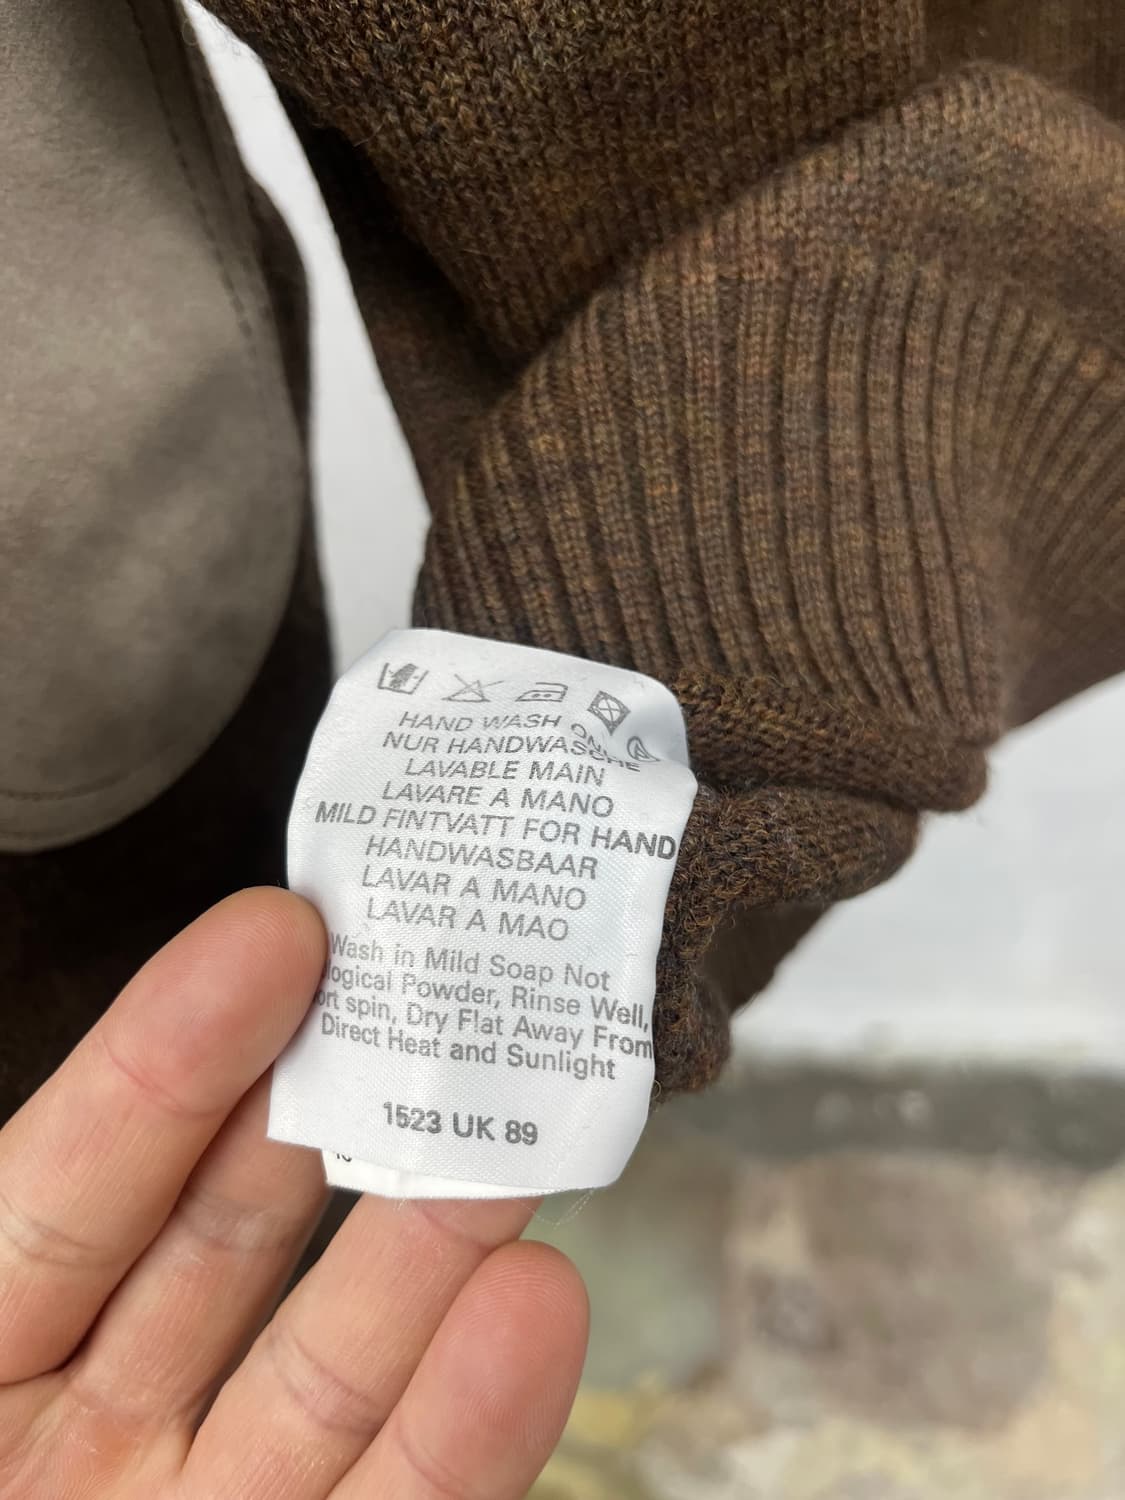 HAND WASH ONLY
NUR HANDWASCHE
LAVABLE MAIN
LAVARE A MANO
MILD FINTVATT FOR HAND
HANDWASBAAR
LAVAR A MANO
LAVAR A MAO
Wash in Mild Soap Not
logical Powder, Rinse Well,
ort spin, Dry Flat Away From
Direct Heat and Sunlight
1523 UK 89